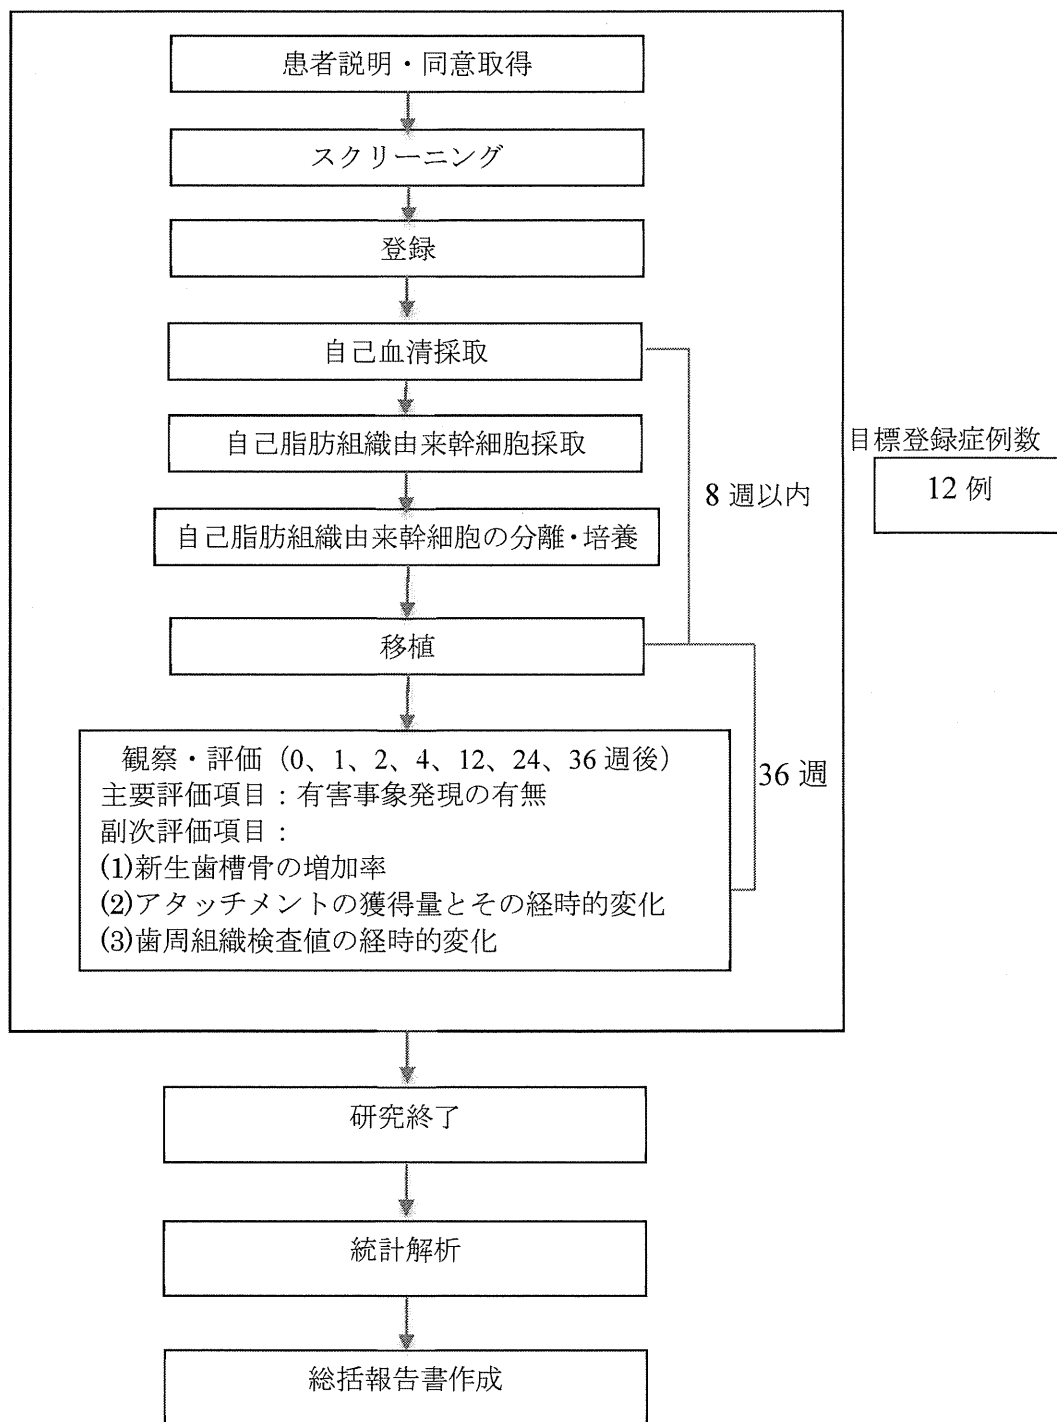 患者説明・同意取得
スクリーニング
登録
自己血清採取
自己脂肪組織由来幹細胞採取
自己脂肪組織由来幹細胞の分離・培養
移植
8 週以内
目標登録症例数
12 例
観察・評価（0、1、2、4、12、24、36 週後）
主要評価項目：有害事象発現の有無
副次評価項目：
(1)新生歯槽骨の増加率
(2)アタッチメントの獲得量とその経時的変化
(3)歯周組織検査値の経時的変化
36 週
研究終了
統計解析
総括報告書作成